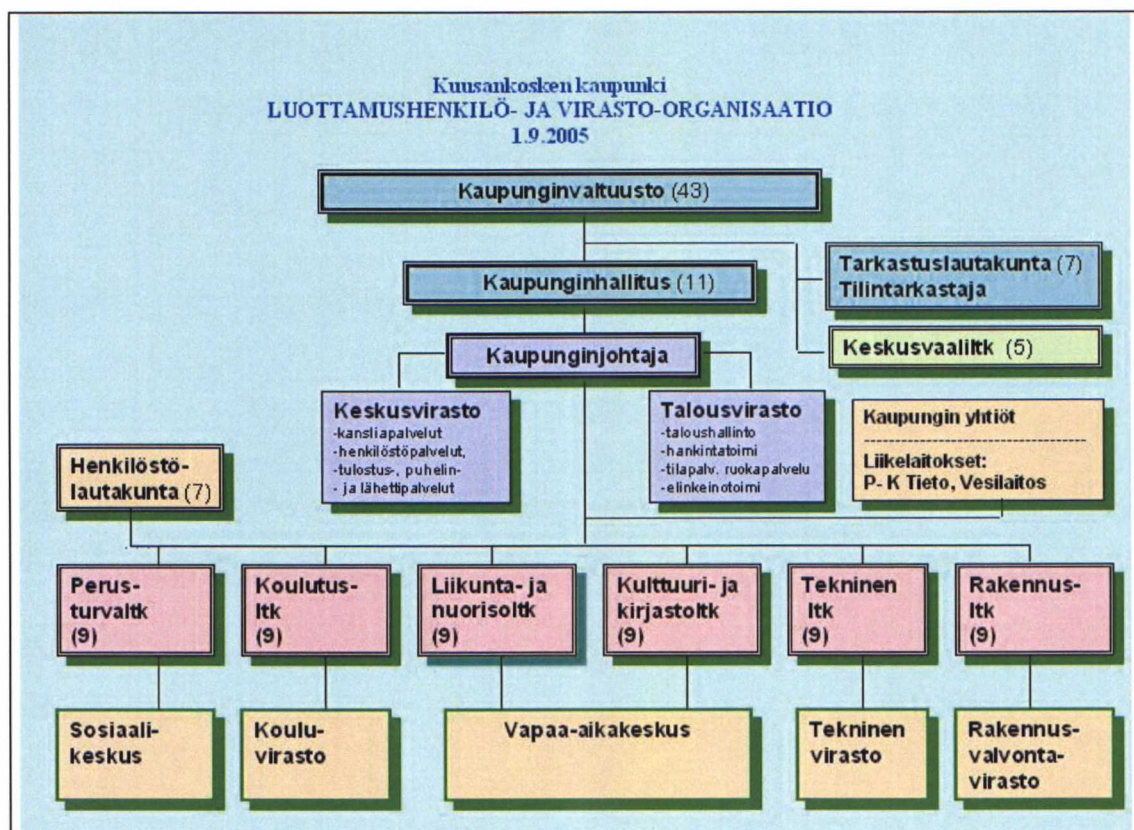 Kuusankosken kaupunki
LUOTTAMUSHENKILÖ- JA VIRASTO-ORGANISAATIO
1.9.2005
Kaupunginvaltuusto (43)
Tarkastuslautakunta (7)
Tilintarkastaja
Kaupunginhallitus (11)
Keskusvaaliltk (5)
Kaupunginjohtaja
Keskusvirasto
-kansliapalvelut
-henkilöstöpalvelut,
-tulostus-, puhelin-
- ja lähettipalvelut
Talousvirasto
-taloushallinto
-hankintatoimi
-tilapalv. ruokapalvelu
-elinkeinotoimi
Kaupungin yhtiöt
--------------------------------
Liikelaitokset:
P- K Tieto, Vesilaitos
Henkilöstö-
lautakunta (7)
Perus-
turvaltk
(9)
Koulutus-
ltk
(9)
Liikunta- ja
nuorisoltk
(9)
Kulttuuri- ja
kirjastoltk
(9)
Tekninen
ltk
(9)
Rakennus-
ltk
(9)
Sosiaali-
keskus
Koulu-
virasto
Vapaa-aikakeskus
Tekninen
virasto
Rakennus-
valvonta-
virasto